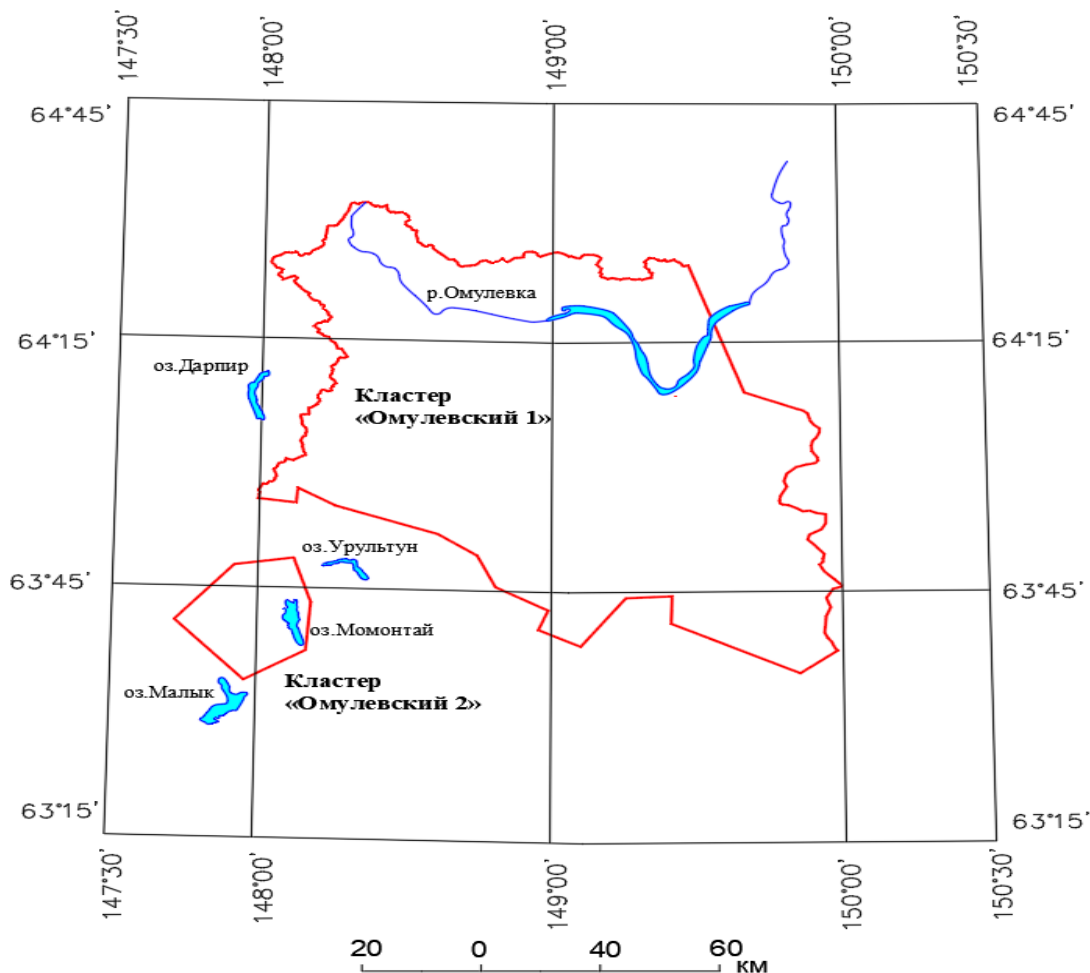 147°30' 148°00' 149°00' 150°00' 150°30'
64°45' 64°45'
р.Омулевка
64°15' 64°15'
оз.Дарпир
Кластер
«Омулевский 1»
оз.Урультун
63°45' 63°45'
оз.Момонтай
Кластер
«Омулевский 2»
оз.Малык
63°15' 63°15'
147°30' 148°00' 149°00' 150°00' 150°30'
20 0 40 60
км